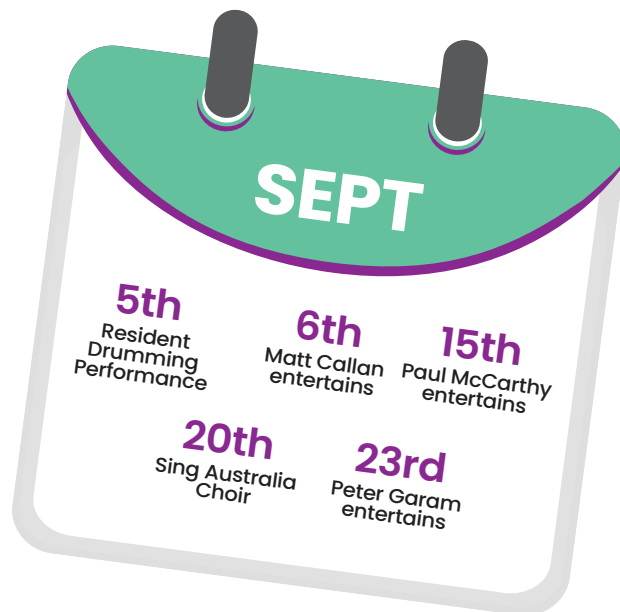 SEPT
5th
Resident
Drumming
Performance
6th
Matt Callan
entertains
15th
Paul McCarthy
entertains
20th
Sing Australia
Choir
23rd
Peter Garam
entertains